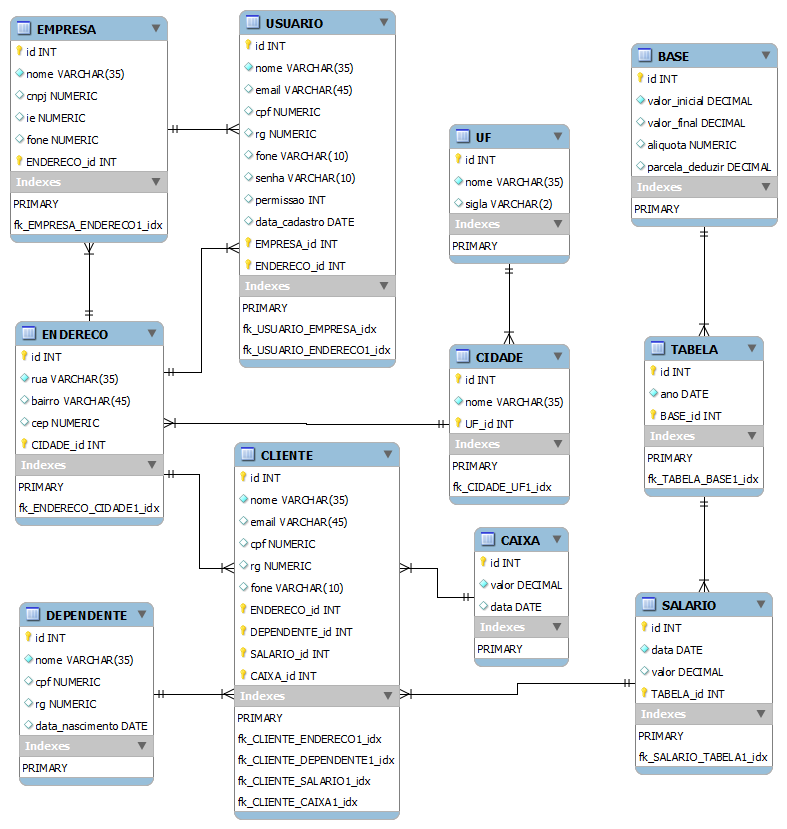 EMPRESA
id INT
nome VARCHAR(35)
cnpj NUMERIC
ie NUMERIC
fone NUMERIC
ENDERECO_id INT
Indexes
PRIMARY
fk_EMPRESA_ENDERECO1_idx
USUARIO
id INT
nome VARCHAR(35)
email VARCHAR(45)
cpf NUMERIC
rg NUMERIC
fone VARCHAR(10)
senha VARCHAR(10)
permissao INT
data_cadastro DATE
EMPRESA_id INT
ENDERECO_id INT
Indexes
PRIMARY
fk_USUARIO_EMPRESA_idx
fk_USUARIO_ENDERECO1_idx
UF
id INT
nome VARCHAR(35)
sigla VARCHAR(2)
Indexes
PRIMARY
BASE
id INT
valor_inicial DECIMAL
valor_final DECIMAL
aliquota NUMERIC
parcela_deduzir DECIMAL
Indexes
PRIMARY
ENDERECO
id INT
rua VARCHAR(35)
bairro VARCHAR(45)
cep NUMERIC
CIDADE_id INT
Indexes
PRIMARY
fk_ENDERECO_CIDADE1_idx
CIDADE
id INT
nome VARCHAR(35)
UF_id INT
Indexes
PRIMARY
fk_CIDADE_UF1_idx
TABELA
id INT
ano DATE
BASE_id INT
Indexes
PRIMARY
fk_TABELA_BASE1_idx
CLIENTE
id INT
nome VARCHAR(35)
email VARCHAR(45)
cpf NUMERIC
rg NUMERIC
fone VARCHAR(10)
ENDERECO_id INT
DEPENDENTE_id INT
SALARIO_id INT
CAIXA_id INT
Indexes
PRIMARY
fk_CLIENTE_ENDERECO1_idx
fk_CLIENTE_DEPENDENTE1_idx
fk_CLIENTE_SALARIO1_idx
fk_CLIENTE_CAIXA1_idx
CAIXA
id INT
valor DECIMAL
data DATE
Indexes
PRIMARY
DEPENDENTE
id INT
nome VARCHAR(35)
cpf NUMERIC
rg NUMERIC
data_nascimento DATE
Indexes
PRIMARY
SALARIO
id INT
data DATE
valor DECIMAL
TABELA_id INT
Indexes
PRIMARY
fk_SALARIO_TABELA1_idx